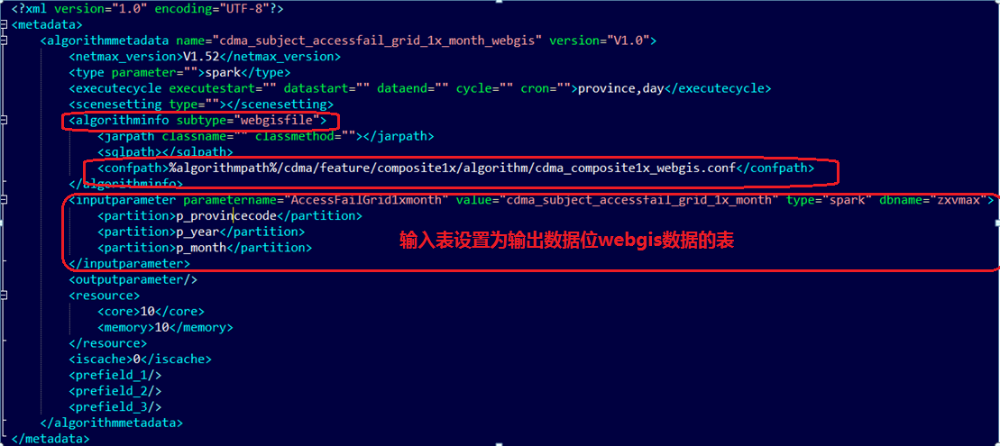 <?xml version="1.0" encoding="UTF-8"?>
<metadata>
<algorithmmetadata name="cdma_subject_accessfail_grid_1x_month_webgis" version="V1.0">
<netmax_version>V1.52</netmax_version>
<type parameter="">spark</type>
<executecycle executestart="" datastart="" dataend="" cycle="" cron="">province,day</executecycle>
<scenesetting type=""></scenesetting>
<algorithminfo subtype="webgisfile">
<jarpath classname="" classmethod=""></jarpath>
<sqlpath></sqlpath>
<confpath>%algorithmpath%/cdma/feature/composite1x/algorithm/cdma_composite1x_webgis.conf</confpath>
</algorithminfo>
<inputparameter parametername="AccessfailGrid1xmonth" value="cdma_subject_accessfail_grid_1x_month" type="spark" dbname="zxvmax">
<partition>p_provincecode</partition>
<partition>p_year</partition>
<partition>p_month</partition>
输入表设置为输出数据位webgis数据的表
</inputparameter>
<outputparameter/>
<resource>
<core>10</core>
<memory>10</memory>
</resource>
<iscache>0</iscache>
<prefield_1/>
<prefield_2/>
<prefield_3/>
</algorithmmetadata>
</metadata>